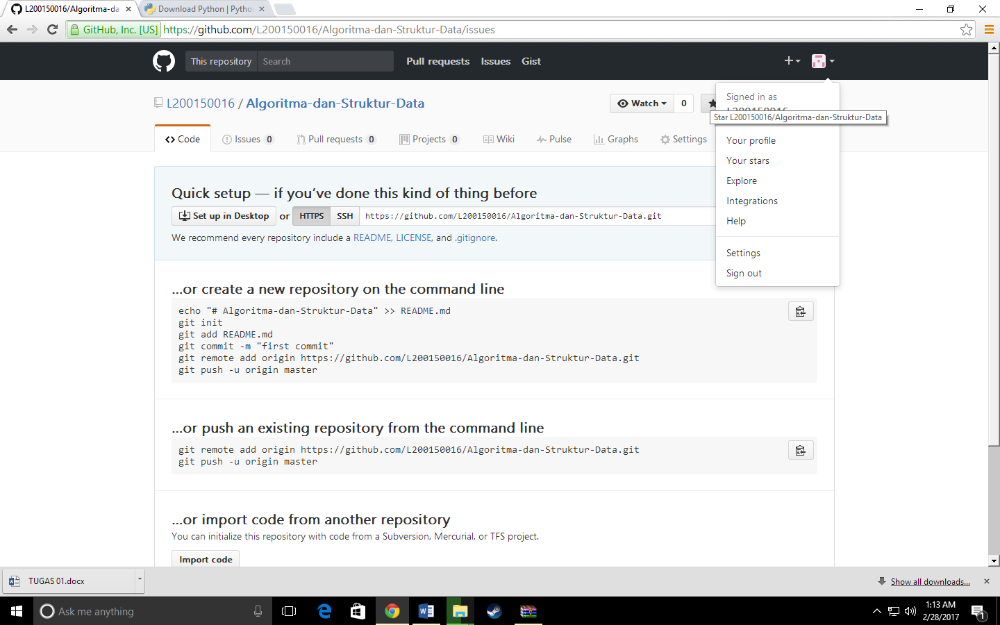 L200150016/Algoritma-da
Download Python | Pytho
GitHub, Inc. [US]
https://github.com/L200150016/Algoritma-dan-Struktur-Data/issues
This repository
Search
Pull requests
Issues
Gist
Signed in as
L200150016 / Algoritma-dan-Struktur-Data
Watch
0
Star L200150016/Algoritma-dan-Struktur-Data
Code
Issues 0
Pull requests 0
Projects 0
Wiki
Pulse
Graphs
Settings
Your profile
Your stars
Explore
Integrations
Help
Settings
Sign out
Quick setup — if you’ve done this kind of thing before
Set up in Desktop or HTTPS SSH https://github.com/L200150016/Algoritma-dan-Struktur-Data.git
We recommend every repository include a README, LICENSE, and .gitignore.
…or create a new repository on the command line
echo "# Algoritma-dan-Struktur-Data" >> README.md
git init
git add README.md
git commit -m "first commit"
git remote add origin https://github.com/L200150016/Algoritma-dan-Struktur-Data.git
git push -u origin master
…or push an existing repository from the command line
git remote add origin https://github.com/L200150016/Algoritma-dan-Struktur-Data.git
git push -u origin master
…or import code from another repository
You can initialize this repository with code from a Subversion, Mercurial, or TFS project.
Import code
TUGAS 01.docx
Show all downloads...
Ask me anything
1:13 AM
2/28/2017
1